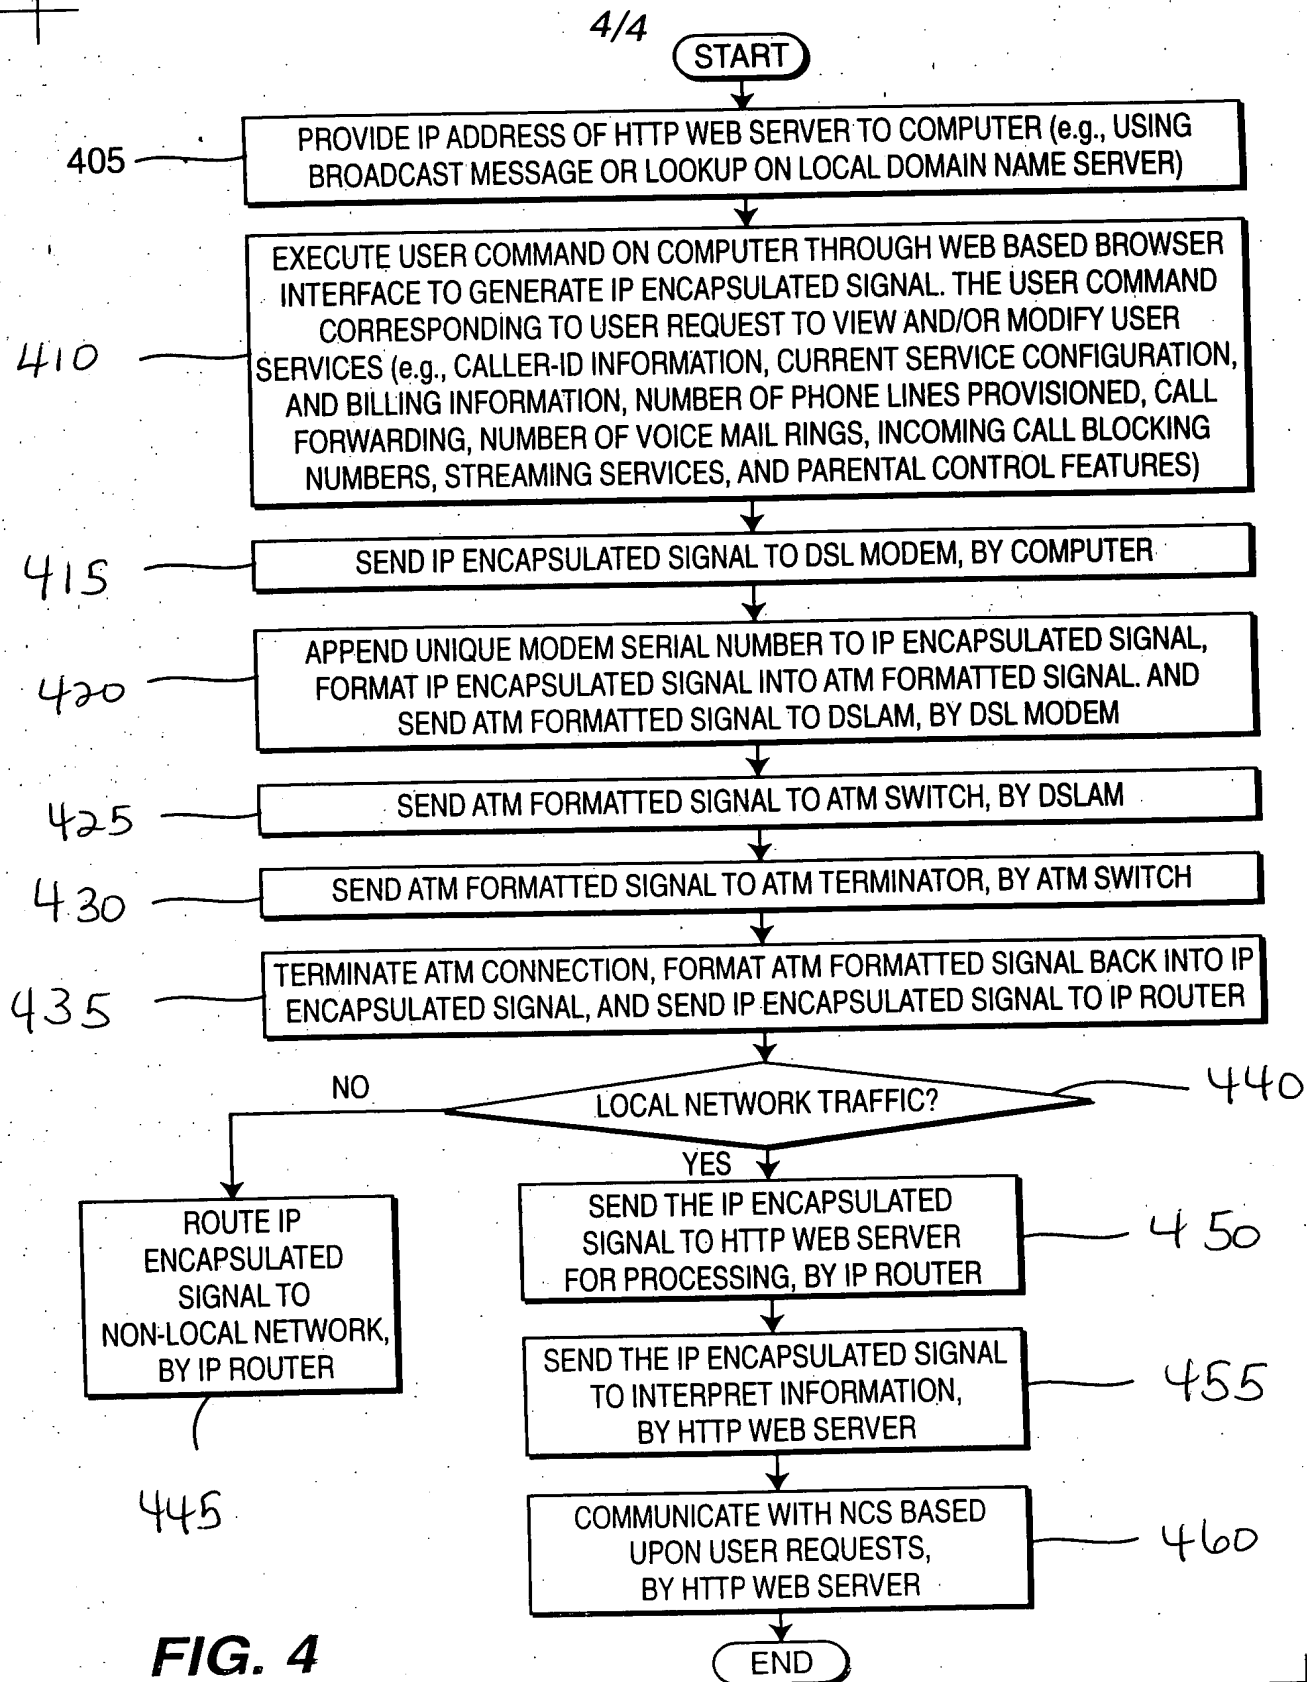 4/4
START
405
PROVIDE IP ADDRESS OF HTTP WEB SERVER TO COMPUTER (e.g., USING
BROADCAST MESSAGE OR LOOKUP ON LOCAL DOMAIN NAME SERVER)
410
EXECUTE USER COMMAND ON COMPUTER THROUGH WEB BASED BROWSER
INTERFACE TO GENERATE IP ENCAPSULATED SIGNAL. THE USER COMMAND
CORRESPONDING TO USER REQUEST TO VIEW AND/OR MODIFY USER
SERVICES (e.g., CALLER-ID INFORMATION, CURRENT SERVICE CONFIGURATION,
AND BILLING INFORMATION, NUMBER OF PHONE LINES PROVISIONED, CALL
FORWARDING, NUMBER OF VOICE MAIL RINGS, INCOMING CALL BLOCKING
NUMBERS, STREAMING SERVICES, AND PARENTAL CONTROL FEATURES)
415
SEND IP ENCAPSULATED SIGNAL TO DSL MODEM, BY COMPUTER
420
APPEND UNIQUE MODEM SERIAL NUMBER TO IP ENCAPSULATED SIGNAL,
FORMAT IP ENCAPSULATED SIGNAL INTO ATM FORMATTED SIGNAL. AND
SEND ATM FORMATTED SIGNAL TO DSLAM, BY DSL MODEM
425
SEND ATM FORMATTED SIGNAL TO ATM SWITCH, BY DSLAM
430
SEND ATM FORMATTED SIGNAL TO ATM TERMINATOR, BY ATM SWITCH
435
TERMINATE ATM CONNECTION, FORMAT ATM FORMATTED SIGNAL BACK INTO IP
ENCAPSULATED SIGNAL, AND SEND IP ENCAPSULATED SIGNAL TO IP ROUTER
NO
LOCAL NETWORK TRAFFIC?
440
YES
ROUTE IP
ENCAPSULATED
SIGNAL TO
NON-LOCAL NETWORK,
BY IP ROUTER
445
SEND THE IP ENCAPSULATED
SIGNAL TO HTTP WEB SERVER
FOR PROCESSING, BY IP ROUTER
450
SEND THE IP ENCAPSULATED SIGNAL
TO INTERPRET INFORMATION,
BY HTTP WEB SERVER
455
COMMUNICATE WITH NCS BASED
UPON USER REQUESTS,
BY HTTP WEB SERVER
460
FIG. 4
END